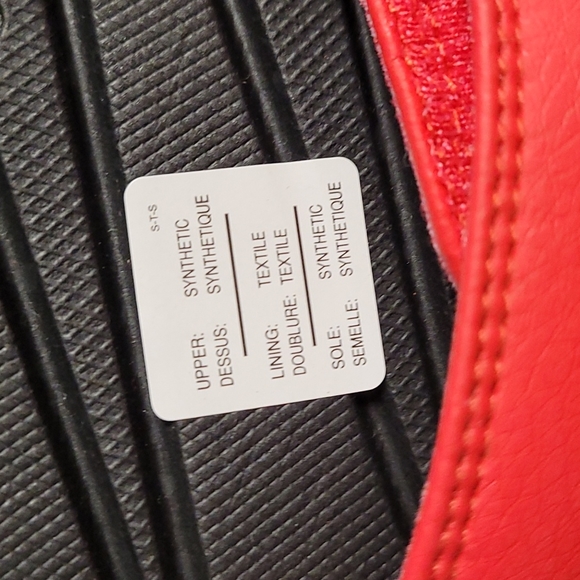 S-T-S
UPPER: SYNTHETIC
DESSUS: SYNTHETIQUE
LINING: TEXTILE
DOUBLURE: TEXTILE
SOLE: SYNTHETIC
SEMELLE: SYNTHETIQUE